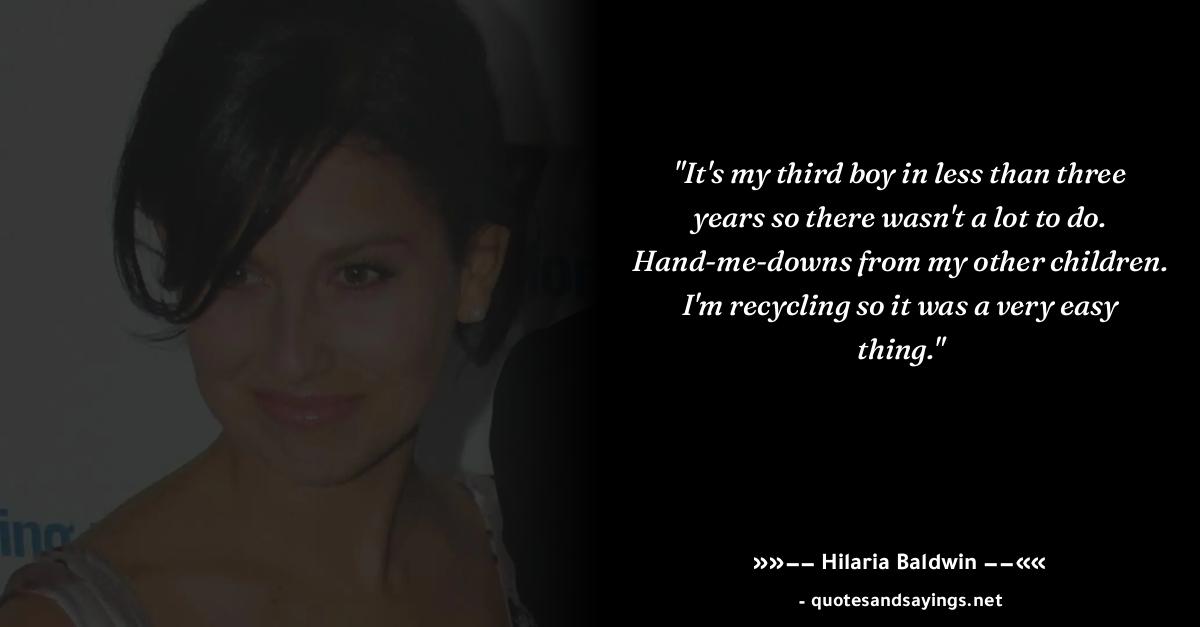 "It's my third boy in less than three
years so there wasn't a lot to do.
Hand-me-downs from my other children.
I'm recycling so it was a very easy
thing."
ing
»»–– Hilaria Baldwin ––««
- quotesandsayings.net